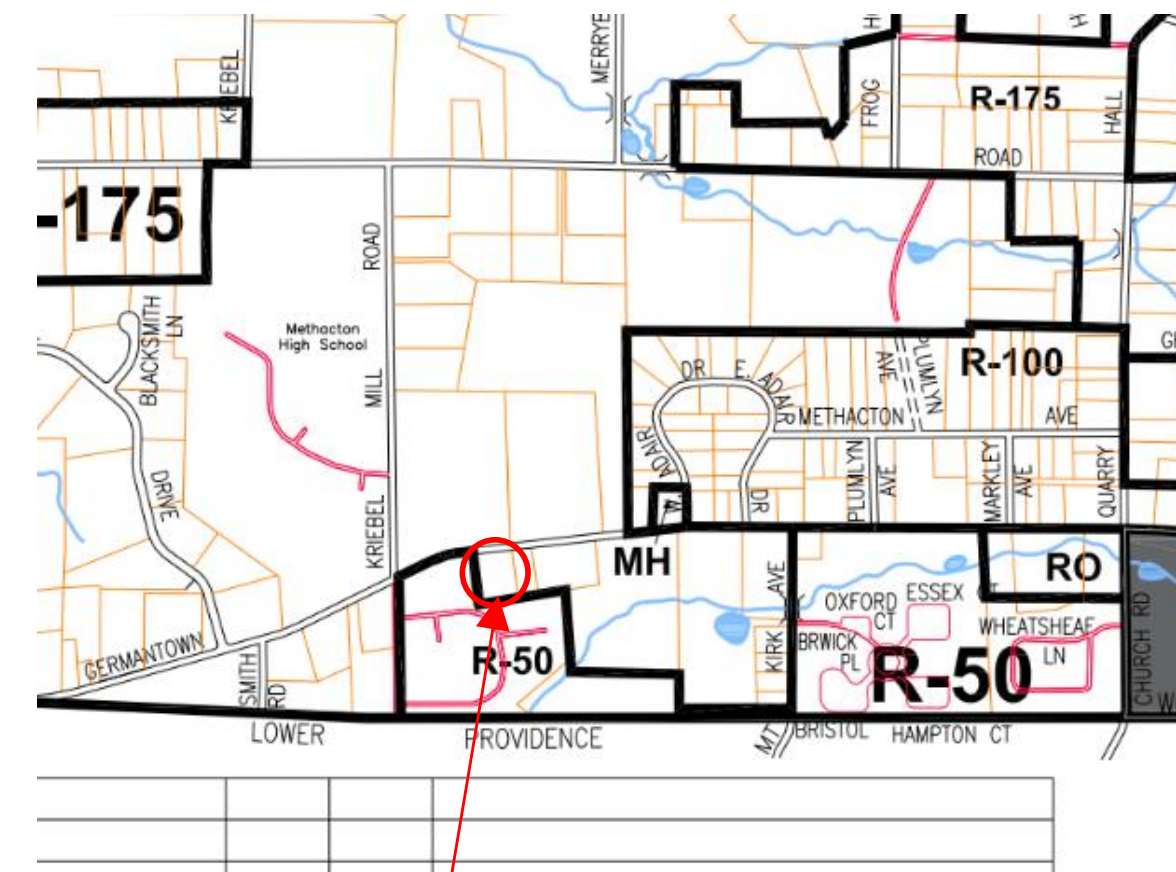 KRIEBEL
MERRYE
FROG
R-175
HALL
ROAD
-175
ROAD
BLACKSMITH
LN
Methacton
High School
MILL
DR E. ADAIR
AVE
PLUMLYN
R-100
METHACTON AVE
ADAIR
W.
DR
PLUMLYN
AVE
MARKLEY
AVE
QUARRY
DRIVE
KRIEBEL
MH
AVE
RO
OXFORD
CT
ESSEX CT
WHEATSHEAF
LN
BRWICK
PL
KIRK
CHURCH RD
GERMANTOWN
SMITH
RD
R-50
R-50
LOWER PROVIDENCE
MT
BRISTOL HAMPTON CT